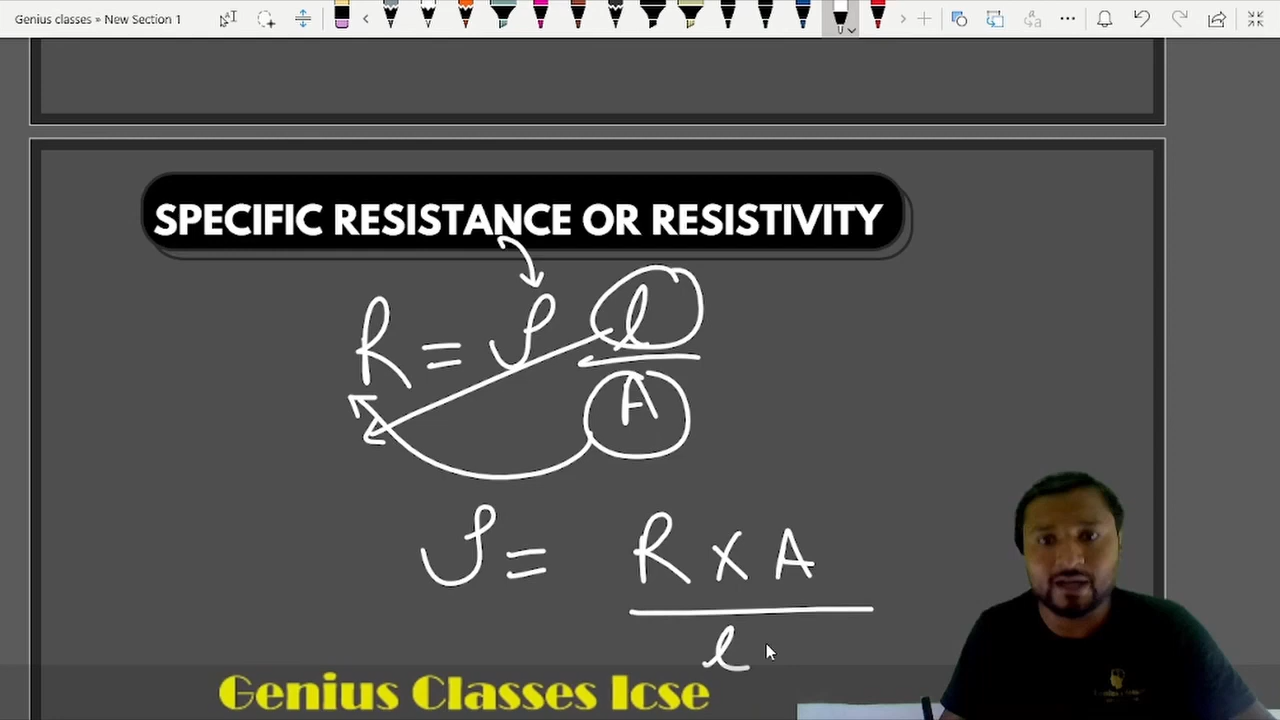 Genius classes » New Section 1
SPECIFIC RESISTANCE OR RESISTIVITY
R = ρ l
A
ρ = R x A
l
Genius Classes Icse